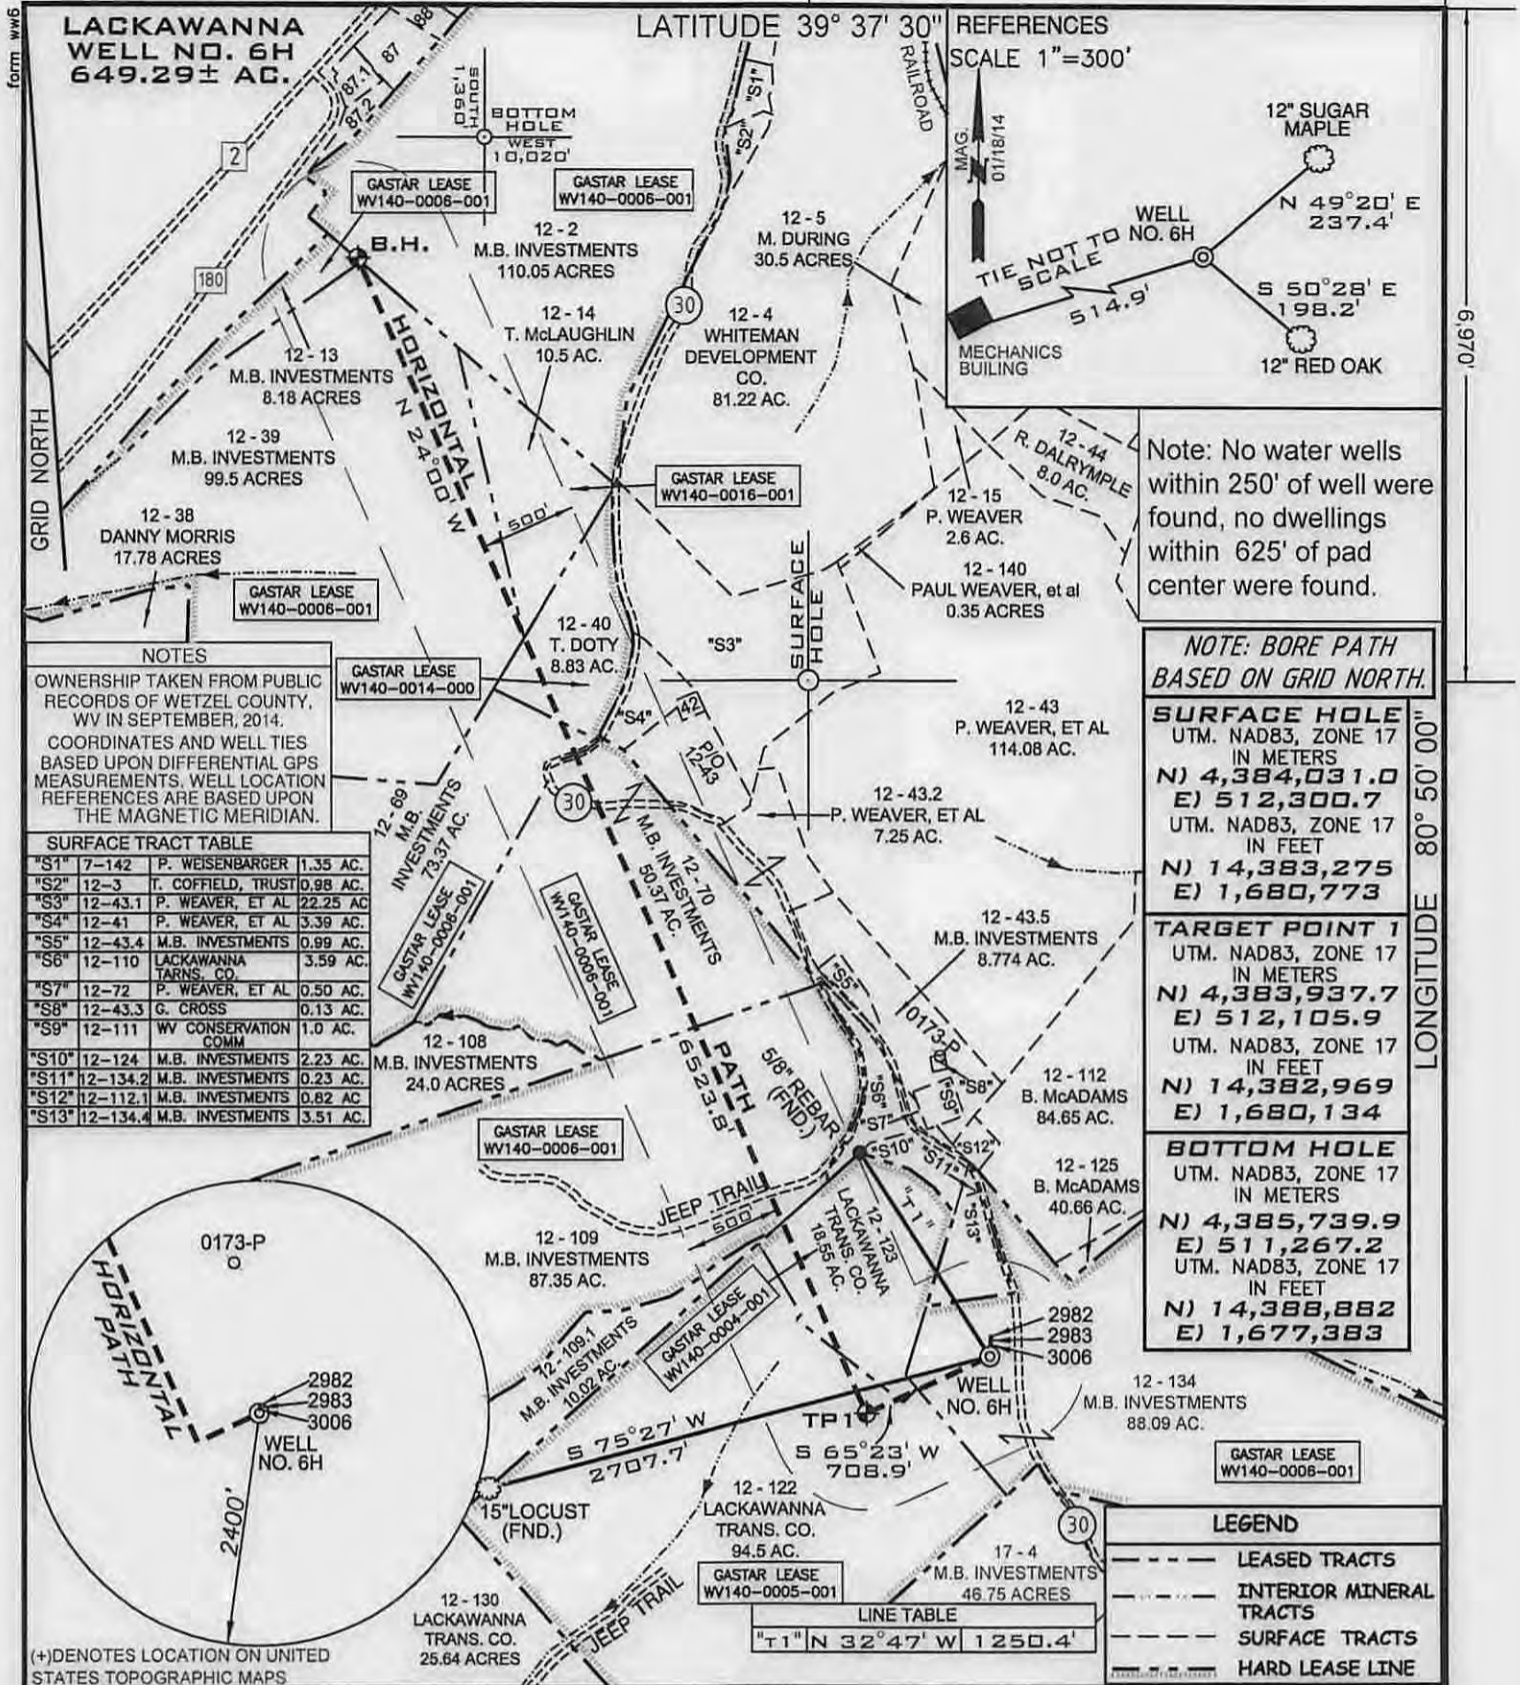 form ww6
LACKAWANNA
WELL NO. 6H
649.29± AC.
LATITUDE 39° 37' 30"
6,970'
LONGITUDE 80° 50' 00"
88
87
87.1
87.2
2
180
GRID NORTH
SOUTH
1,360'
BOTTOM
HOLE
WEST
10,020'
GASTAR LEASE
WV140-0006-001
GASTAR LEASE
WV140-0006-001
"S1"
"S2"
RAILROAD
REFERENCES
SCALE 1"=300'
MAG.
01/18/14
12" SUGAR
MAPLE
N 49°20' E
237.4'
WELL
NO. 6H
TIE NOT TO
SCALE
514.9'
S 50°28' E
198.2'
MECHANICS
BUILING
12" RED OAK
B.H.
12 - 2
M.B. INVESTMENTS
110.05 ACRES
12 - 5
M. DURING
30.5 ACRES
30
12 - 14
T. McLAUGHLIN
10.5 AC.
12 - 4
WHITEMAN
DEVELOPMENT
CO.
81.22 AC.
12 - 13
M.B. INVESTMENTS
8.18 ACRES
HORIZONTAL
N 24°00' W
12 - 39
M.B. INVESTMENTS
99.5 ACRES
12 - 44
R. DALRYMPLE
8.0 AC.
Note: No water wells
within 250' of well were
found, no dwellings
within 625' of pad
center were found.
GASTAR LEASE
WV140-0016-001
500'
12 - 15
P. WEAVER
2.6 AC.
12 - 38
DANNY MORRIS
17.78 ACRES
12 - 140
PAUL WEAVER, et al
0.35 ACRES
GASTAR LEASE
WV140-0006-001
SURFACE
HOLE
12 - 40
T. DOTY
8.83 AC.
"S3"
GASTAR LEASE
WV140-0014-000
NOTES
OWNERSHIP TAKEN FROM PUBLIC
RECORDS OF WETZEL COUNTY,
WV IN SEPTEMBER, 2014.
COORDINATES AND WELL TIES
BASED UPON DIFFERENTIAL GPS
MEASUREMENTS. WELL LOCATION
REFERENCES ARE BASED UPON
THE MAGNETIC MERIDIAN.
NOTE: BORE PATH
BASED ON GRID NORTH.
SURFACE HOLE
UTM. NAD83, ZONE 17
IN METERS
N) 4,384,031.0
E) 512,300.7
UTM. NAD83, ZONE 17
IN FEET
N) 14,383,275
E) 1,680,773
TARGET POINT 1
UTM. NAD83, ZONE 17
IN METERS
N) 4,383,937.7
E) 512,105.9
UTM. NAD83, ZONE 17
IN FEET
N) 14,382,969
E) 1,680,134
BOTTOM HOLE
UTM. NAD83, ZONE 17
IN METERS
N) 4,385,739.9
E) 511,267.2
UTM. NAD83, ZONE 17
IN FEET
N) 14,388,882
E) 1,677,383
"S4"
42
P/O
12-43
12 - 43
P. WEAVER, ET AL
114.08 AC.
12 - 43.2
P. WEAVER, ET AL
7.25 AC.
30
12 - 69
M.B.
INVESTMENTS
73.37 AC.
12 - 70
M.B. INVESTMENTS
50.37 AC.
GASTAR LEASE
WV140-0006-001
GASTAR LEASE
WV140-0006-001
SURFACE TRACT TABLE
"S1" 7-142 P. WEISENBARGER 1.35 AC.
"S2" 12-3 T. COFFIELD, TRUST 0.98 AC.
"S3" 12-43.1 P. WEAVER, ET AL 22.25 AC
"S4" 12-41 P. WEAVER, ET AL 3.39 AC.
"S5" 12-43.4 M.B. INVESTMENTS 0.99 AC.
"S6" 12-110 LACKAWANNA TARNS. CO. 3.59 AC.
"S7" 12-72 P. WEAVER, ET AL 0.50 AC.
"S8" 12-43.3 G. CROSS 0.13 AC.
"S9" 12-111 WV CONSERVATION COMM 1.0 AC.
"S10" 12-124 M.B. INVESTMENTS 2.23 AC.
"S11" 12-134.2 M.B. INVESTMENTS 0.23 AC.
"S12" 12-112.1 M.B. INVESTMENTS 0.82 AC
"S13" 12-134.4 M.B. INVESTMENTS 3.51 AC.
12 - 43.5
M.B. INVESTMENTS
8.774 AC.
"S5"
0173-P
12 - 108
M.B. INVESTMENTS
24.0 ACRES
PATH
6523.8'
5/8" REBAR
(FND.)
"S6"
"S7"
"S8"
"S9"
"S10"
"S11"
"S12"
"S13"
12 - 112
B. McADAMS
84.65 AC.
12 - 125
B. McADAMS
40.66 AC.
GASTAR LEASE
WV140-0006-001
JEEP TRAIL
500'
"T1"
12 - 123
LACKAWANNA
TRANS. CO.
18.55 AC.
12 - 109
M.B. INVESTMENTS
87.35 AC.
12 - 109.1
M.B. INVESTMENTS
10.02 AC.
GASTAR LEASE
WV140-0004-001
2982
2983
3006
WELL
NO. 6H
TP1
S 65°23' W
708.9'
S 75°27' W
2707.7'
12 - 134
M.B. INVESTMENTS
88.09 AC.
GASTAR LEASE
WV140-0006-001
0173-P
HORIZONTAL
PATH
2982
2983
3006
WELL
NO. 6H
2400'
15"LOCUST
(FND.)
12 - 122
LACKAWANNA
TRANS. CO.
94.5 AC.
GASTAR LEASE
WV140-0005-001
30
17 - 4
M.B. INVESTMENTS
46.75 ACRES
12 - 130
LACKAWANNA
TRANS. CO.
25.64 ACRES
JEEP TRAIL
LINE TABLE
"T1" N 32°47' W 1250.4'
LEGEND
LEASED TRACTS
INTERIOR MINERAL
TRACTS
SURFACE TRACTS
HARD LEASE LINE
(+)DENOTES LOCATION ON UNITED
STATES TOPOGRAPHIC MAPS